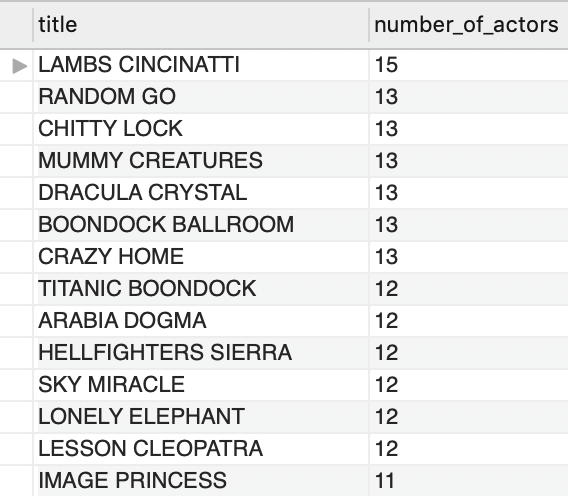 title number_of_actors
LAMBS CINCINATTI 15
RANDOM GO 13
CHITTY LOCK 13
MUMMY CREATURES 13
DRACULA CRYSTAL 13
BOONDOCK BALLROOM 13
CRAZY HOME 13
TITANIC BOONDOCK 12
ARABIA DOGMA 12
HELLFIGHTERS SIERRA 12
SKY MIRACLE 12
LONELY ELEPHANT 12
LESSON CLEOPATRA 12
IMAGE PRINCESS 11